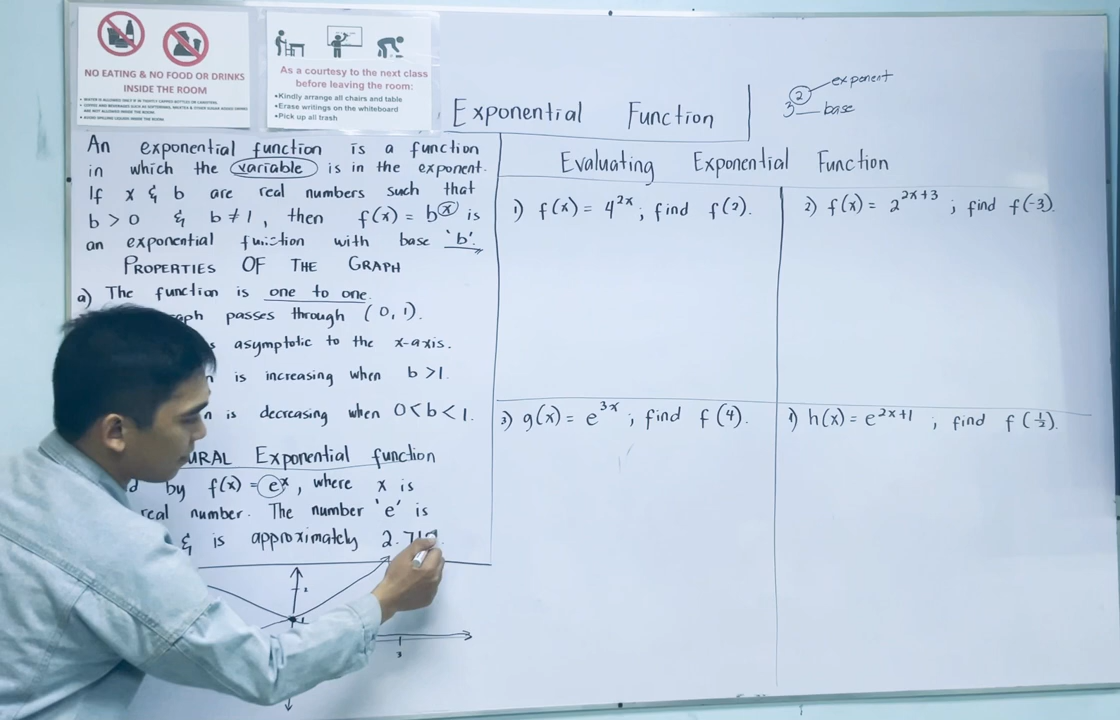 NO EATING & NO FOOD OR DRINKS
INSIDE THE ROOM
As a courtesy to the next class
before leaving the room:
•Kindly arrange all chairs and table
•Erase writings on the whiteboard
•Pick up all trash
Exponential Function
3² exponent
base
An exponential function is a function
in which the variable is in the exponent.
If x & b are real numbers such that
b > 0 & b ≠ 1, then f(x) = bˣ is
an exponential function with base 'b'.
PROPERTIES OF THE GRAPH
a) The function is one to one.
passes through (0, 1).
asymptotic to the x-axis.
is increasing when b > 1.
is decreasing when 0 < b < 1.
Exponential function
by f(x) = eˣ, where x is
real number. The number 'e' is
& is approximately 2.71
3
Evaluating Exponential Function
1) f(x) = 4^{2x}; find f(2).
2) f(x) = 2^{2x+3}; find f(-3).
3) g(x) = e^{3x}; find f(4).
h(x) = e^{2x+1}; find f(1/2).